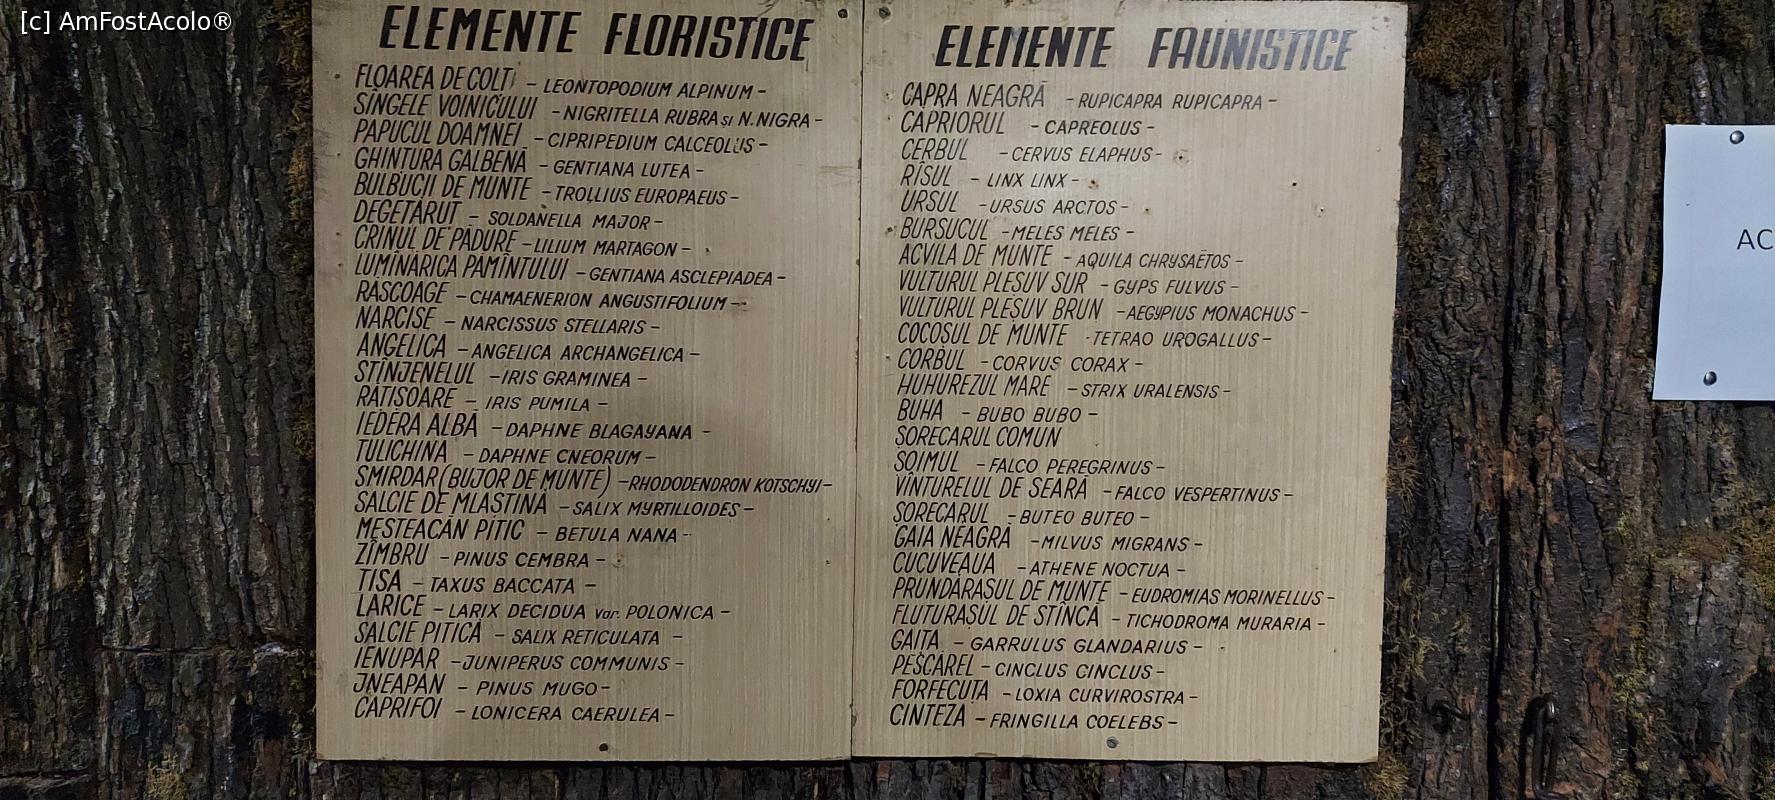 [c] AmFostAcolo®
ELEMENTE FLORISTICE
FLOAREA DE COLȚ - LEONTOPODIUM ALPINUM -
SÎNGELE VOINICULUI - NIGRITELLA RUBRA și N. NIGRA -
PAPUCUL DOAMNEI - CIPRIPEDIUM CALCEOLUS -
GHINTURA GALBENĂ - GENTIANA LUTEA -
BULBUCII DE MUNTE - TROLLIUS EUROPAEUS -
DEGETĂRUȚ - SOLDANELLA MAJOR -
CRINUL DE PĂDURE - LILIUM MARTAGON -
LUMÎNĂRICA PĂMÎNTULUI - GENTIANA ASCLEPIADEA -
RĂSCOAGE - CHAMAENERION ANGUSTIFOLIUM -
NARCISE - NARCISSUS STELLARIS -
ANGELICA - ANGELICA ARCHANGELICA -
STÎNJENELUL - IRIS GRAMINEA -
RĂȚIȘOARE - IRIS PUMILA -
IEDERA ALBĂ - DAPHNE BLAGAYANA -
TULICHINA - DAPHNE CNEORUM -
SMIRDAR (BUJOR DE MUNTE) - RHODODENDRON KOTSCHYI -
SALCIE DE MLAȘTINĂ - SALIX MYRTILLOIDES -
MESTEACĂN PITIC - BETULA NANA -
ZÎMBRU - PINUS CEMBRA -
TISA - TAXUS BACCATA -
LARICE - LARIX DECIDUA var. POLONICA -
SALCIE PITICĂ - SALIX RETICULATA -
IENUPĂR - JUNIPERUS COMMUNIS -
JNEAPĂN - PINUS MUGO -
CAPRIFOI - LONICERA CAERULEA -
ELEMENTE FAUNISTICE
CAPRA NEAGRĂ - RUPICAPRA RUPICAPRA -
CĂPRIORUL - CAPREOLUS -
CERBUL - CERVUS ELAPHUS -
RÎSUL - LINX LINX -
URSUL - URSUS ARCTOS -
BURSUCUL - MELES MELES -
ACVILA DE MUNTE - AQUILA CHRYSAËTOS -
VULTURUL PLEȘUV SUR - GYPS FULVUS -
VULTURUL PLEȘUV BRUN - AEGYPIUS MONACHUS -
COCOȘUL DE MUNTE - TETRAO UROGALLUS -
CORBUL - CORVUS CORAX -
HUHUREZUL MARE - STRIX URALENSIS -
BUHA - BUBO BUBO -
ȘORECARUL COMUN
ȘOIMUL - FALCO PEREGRINUS -
VÎNTURELUL DE SEARĂ - FALCO VESPERTINUS -
ȘORECARUL - BUTEO BUTEO -
GAIA NEAGRĂ - MILVUS MIGRANS -
CUCUVEAUA - ATHENE NOCTUA -
PRUNDĂRAȘUL DE MUNTE - EUDROMIAS MORINELLUS -
FLUTURAȘUL DE STÎNCĂ - TICHODROMA MURARIA -
GAIȚA - GARRULUS GLANDARIUS -
PESCĂREL - CINCLUS CINCLUS -
FORFECUȚA - LOXIA CURVIROSTRA -
CINTEZA - FRINGILLA COELEBS -
AC